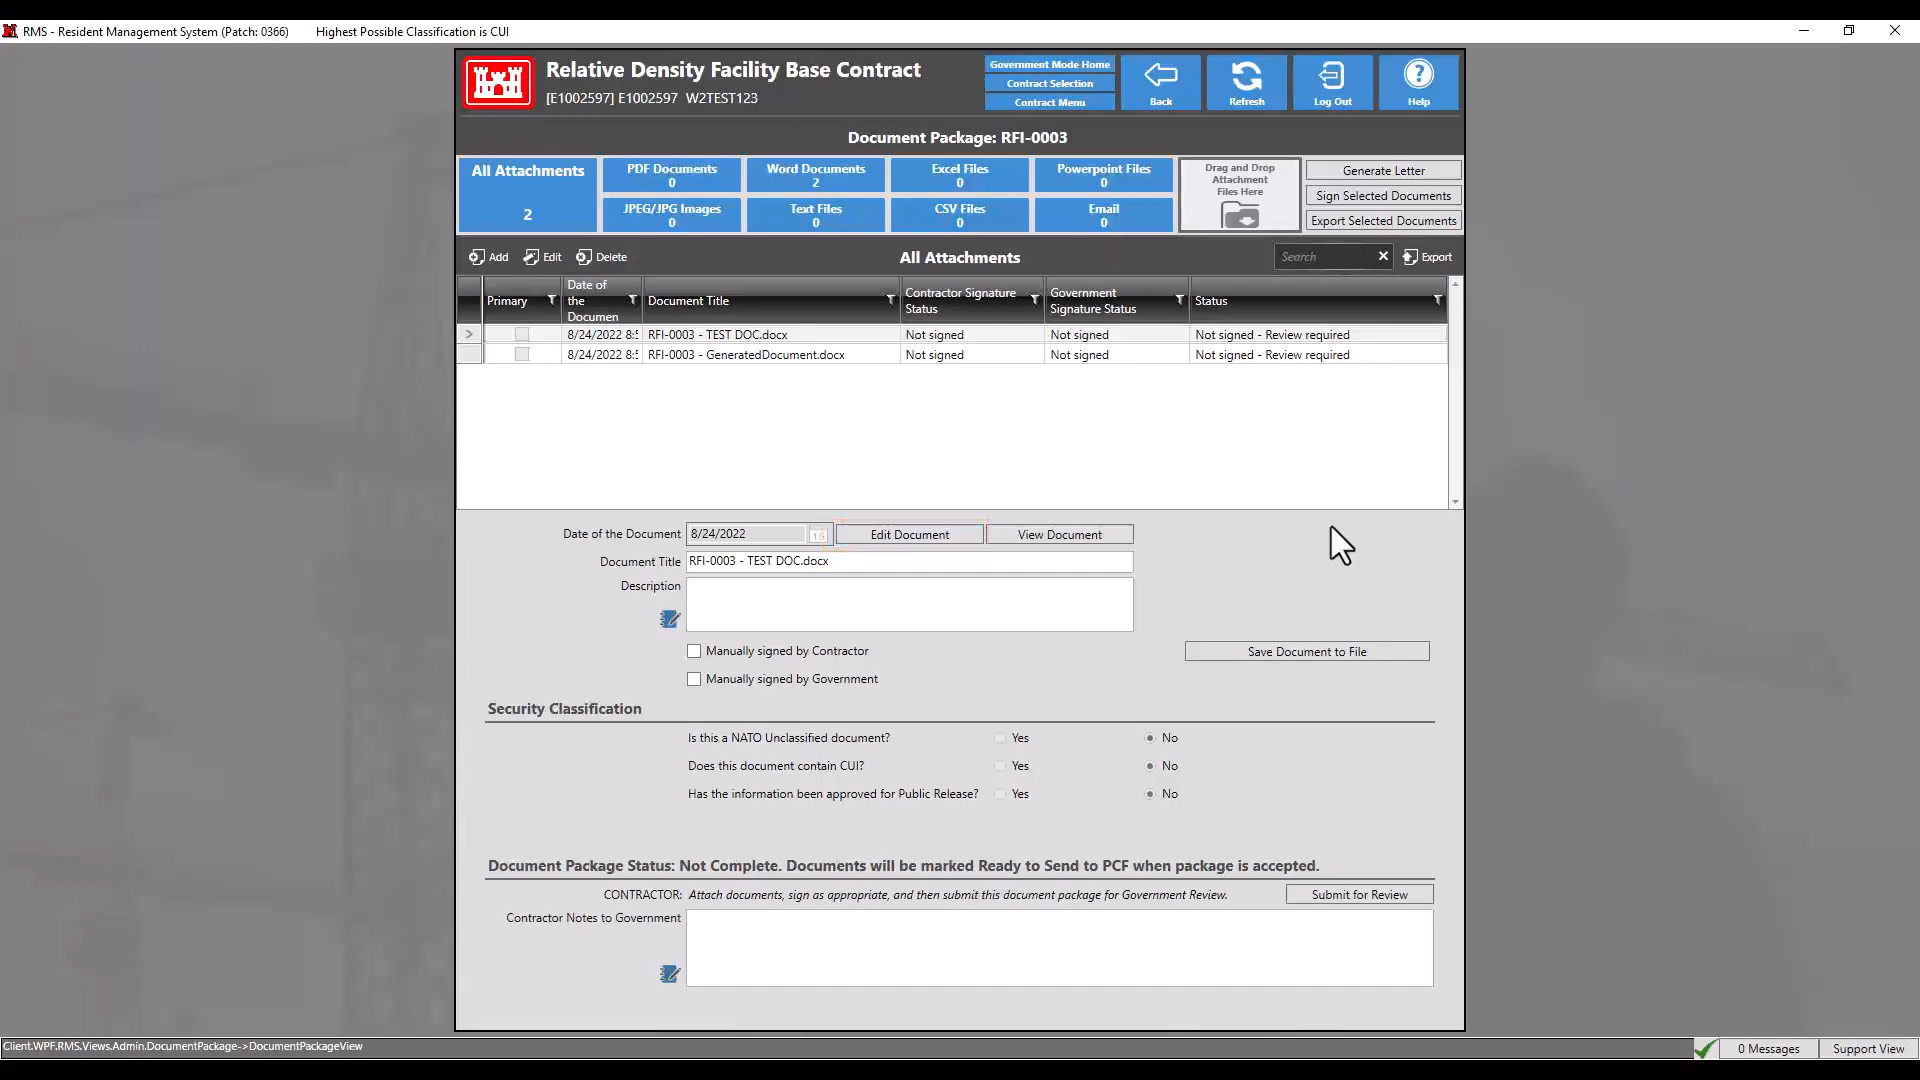 RMS - Resident Management System (Patch: 0366) Highest Possible Classification is CUI
Relative Density Facility Base Contract
[E1002597] E1002597 W2TEST123
Government Mode Home
Contract Selection
Contract Menu
Back
Refresh
Log Out
Help
Document Package: RFI-0003
All Attachments
2
PDF Documents
0
Word Documents
2
Excel Files
0
Powerpoint Files
0
JPEG/JPG Images
0
Text Files
0
CSV Files
0
Email
0
Drag and Drop
Attachment
Files Here
Generate Letter
Sign Selected Documents
Export Selected Documents
Add Edit Delete All Attachments Search Export
Primary
Date of
the
Documen
Document Title
Contractor Signature
Status
Government
Signature Status
Status
8/24/2022 8:5 RFI-0003 - TEST DOC.docx Not signed Not signed Not signed - Review required
8/24/2022 8:5 RFI-0003 - GeneratedDocument.docx Not signed Not signed Not signed - Review required
Date of the Document 8/24/2022 15 Edit Document View Document
Document Title RFI-0003 - TEST DOC.docx
Description
Manually signed by Contractor Save Document to File
Manually signed by Government
Security Classification
Is this a NATO Unclassified document? Yes No
Does this document contain CUI? Yes No
Has the information been approved for Public Release? Yes No
Document Package Status: Not Complete. Documents will be marked Ready to Send to PCF when package is accepted.
CONTRACTOR: Attach documents, sign as appropriate, and then submit this document package for Government Review. Submit for Review
Contractor Notes to Government
Client.WPF.RMS.Views.Admin.DocumentPackage->DocumentPackageView 0 Messages Support View